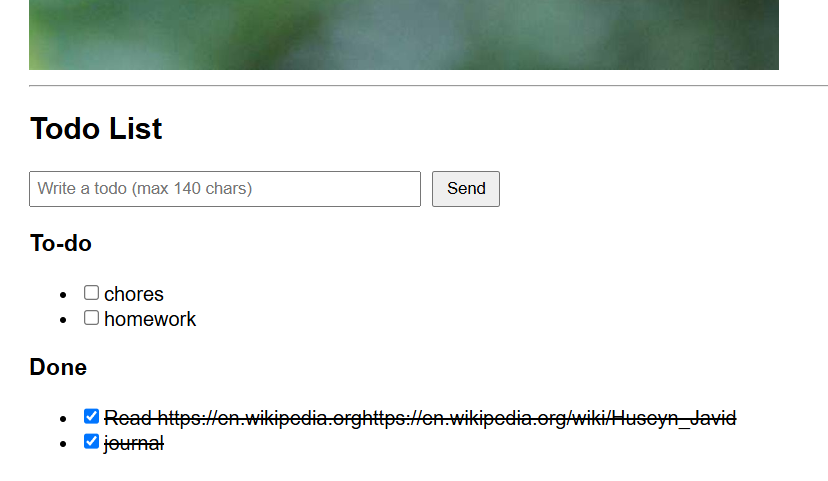 Todo List
Write a todo (max 140 chars)
Send
To-do
chores
homework
Done
Read https://en.wikipedia.orghttps://en.wikipedia.org/wiki/Huseyn_Javid
journal